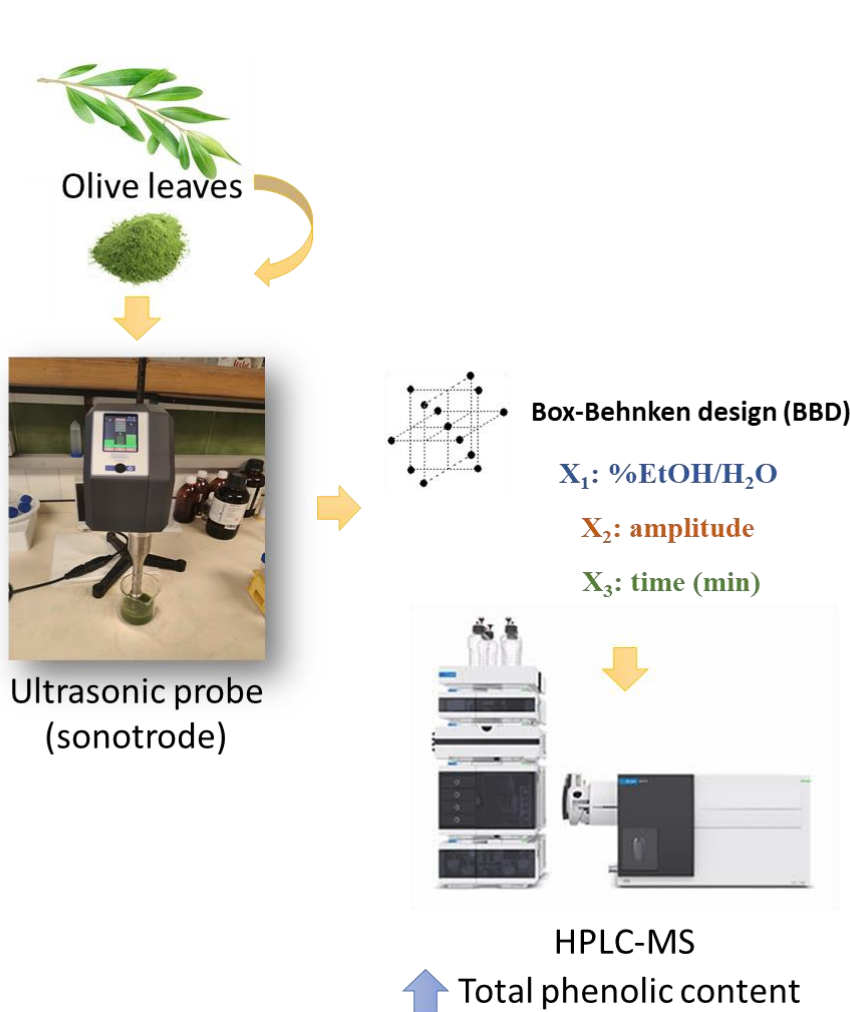 Olive leaves
Ultrasonic probe
(sonotrode)
Box-Behnken design (BBD)
X₁: %EtOH/H₂O
X₂: amplitude
X₃: time (min)
HPLC-MS
Total phenolic content